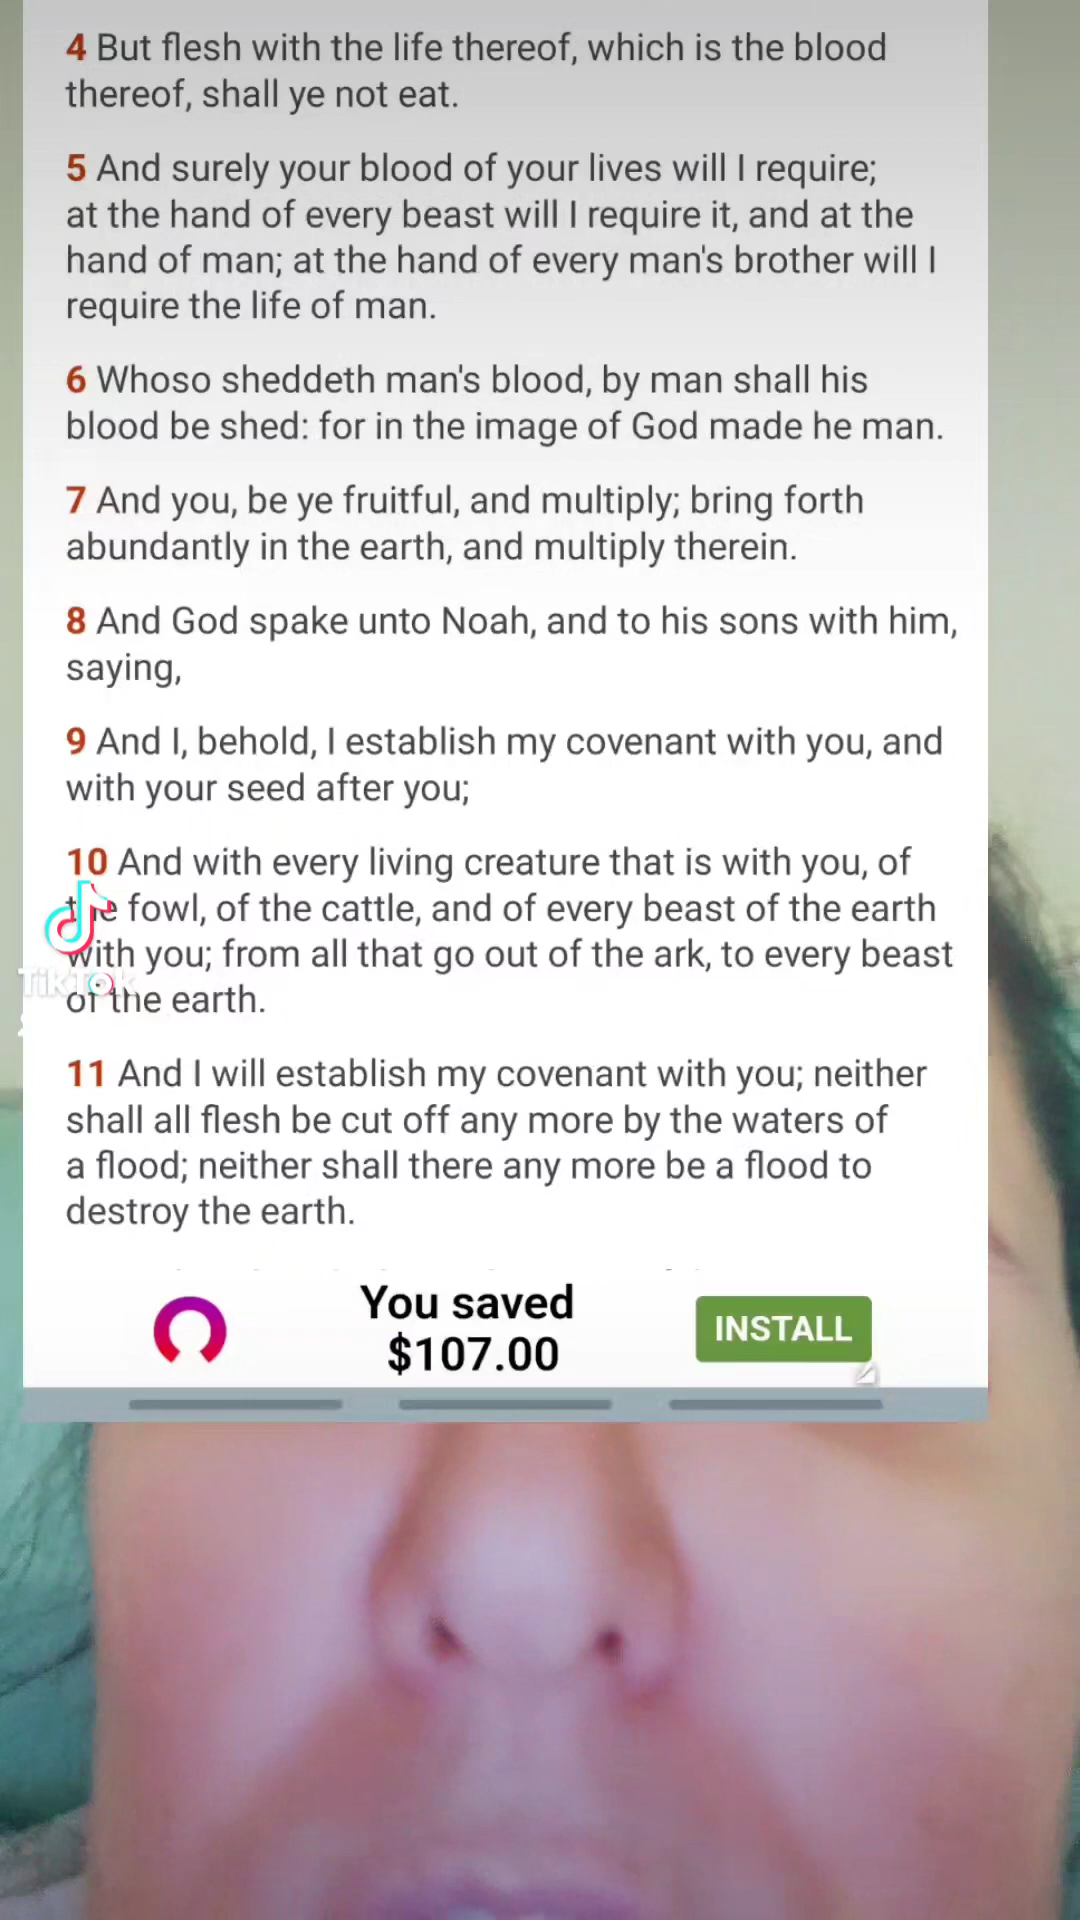 4 But flesh with the life thereof, which is the blood
thereof, shall ye not eat.
5 And surely your blood of your lives will I require;
at the hand of every beast will I require it, and at the
hand of man; at the hand of every man's brother will I
require the life of man.
6 Whoso sheddeth man's blood, by man shall his
blood be shed: for in the image of God made he man.
7 And you, be ye fruitful, and multiply; bring forth
abundantly in the earth, and multiply therein.
8 And God spake unto Noah, and to his sons with him,
saying,
9 And I, behold, I establish my covenant with you, and
with your seed after you;
10 And with every living creature that is with you, of
the fowl, of the cattle, and of every beast of the earth
with you; from all that go out of the ark, to every beast
of the earth.
TikTok
11 And I will establish my covenant with you; neither
shall all flesh be cut off any more by the waters of
a flood; neither shall there any more be a flood to
destroy the earth.
You saved
$107.00
INSTALL